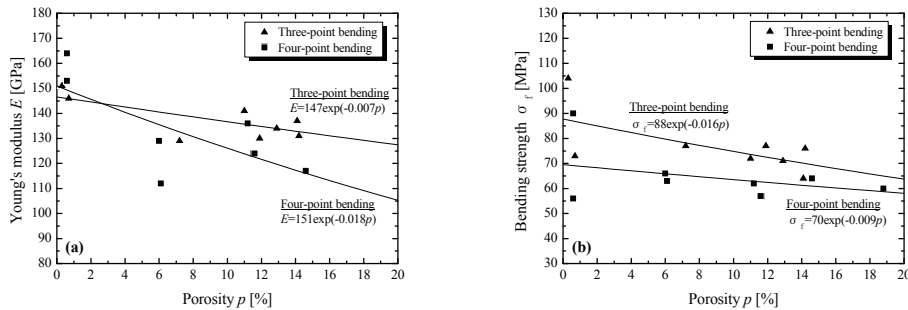 180
170
160
150
140
130
120
110
100
90
80
Young's modulus E [GPa]
▲ Three-point bending
■ Four-point bending
Three-point bending
E=147exp(-0.007p)
Four-point bending
E=151exp(-0.018p)
(a)
0 2 4 6 8 10 12 14 16 18 20
Porosity p [%]
130
120
110
100
90
80
70
60
50
40
30
Bending strength σ f [MPa]
▲ Three-point bending
■ Four-point bending
Three-point bending
σ f=88exp(-0.016p)
Four-point bending
σ f=70exp(-0.009p)
(b)
0 2 4 6 8 10 12 14 16 18 20
Porosity p [%]